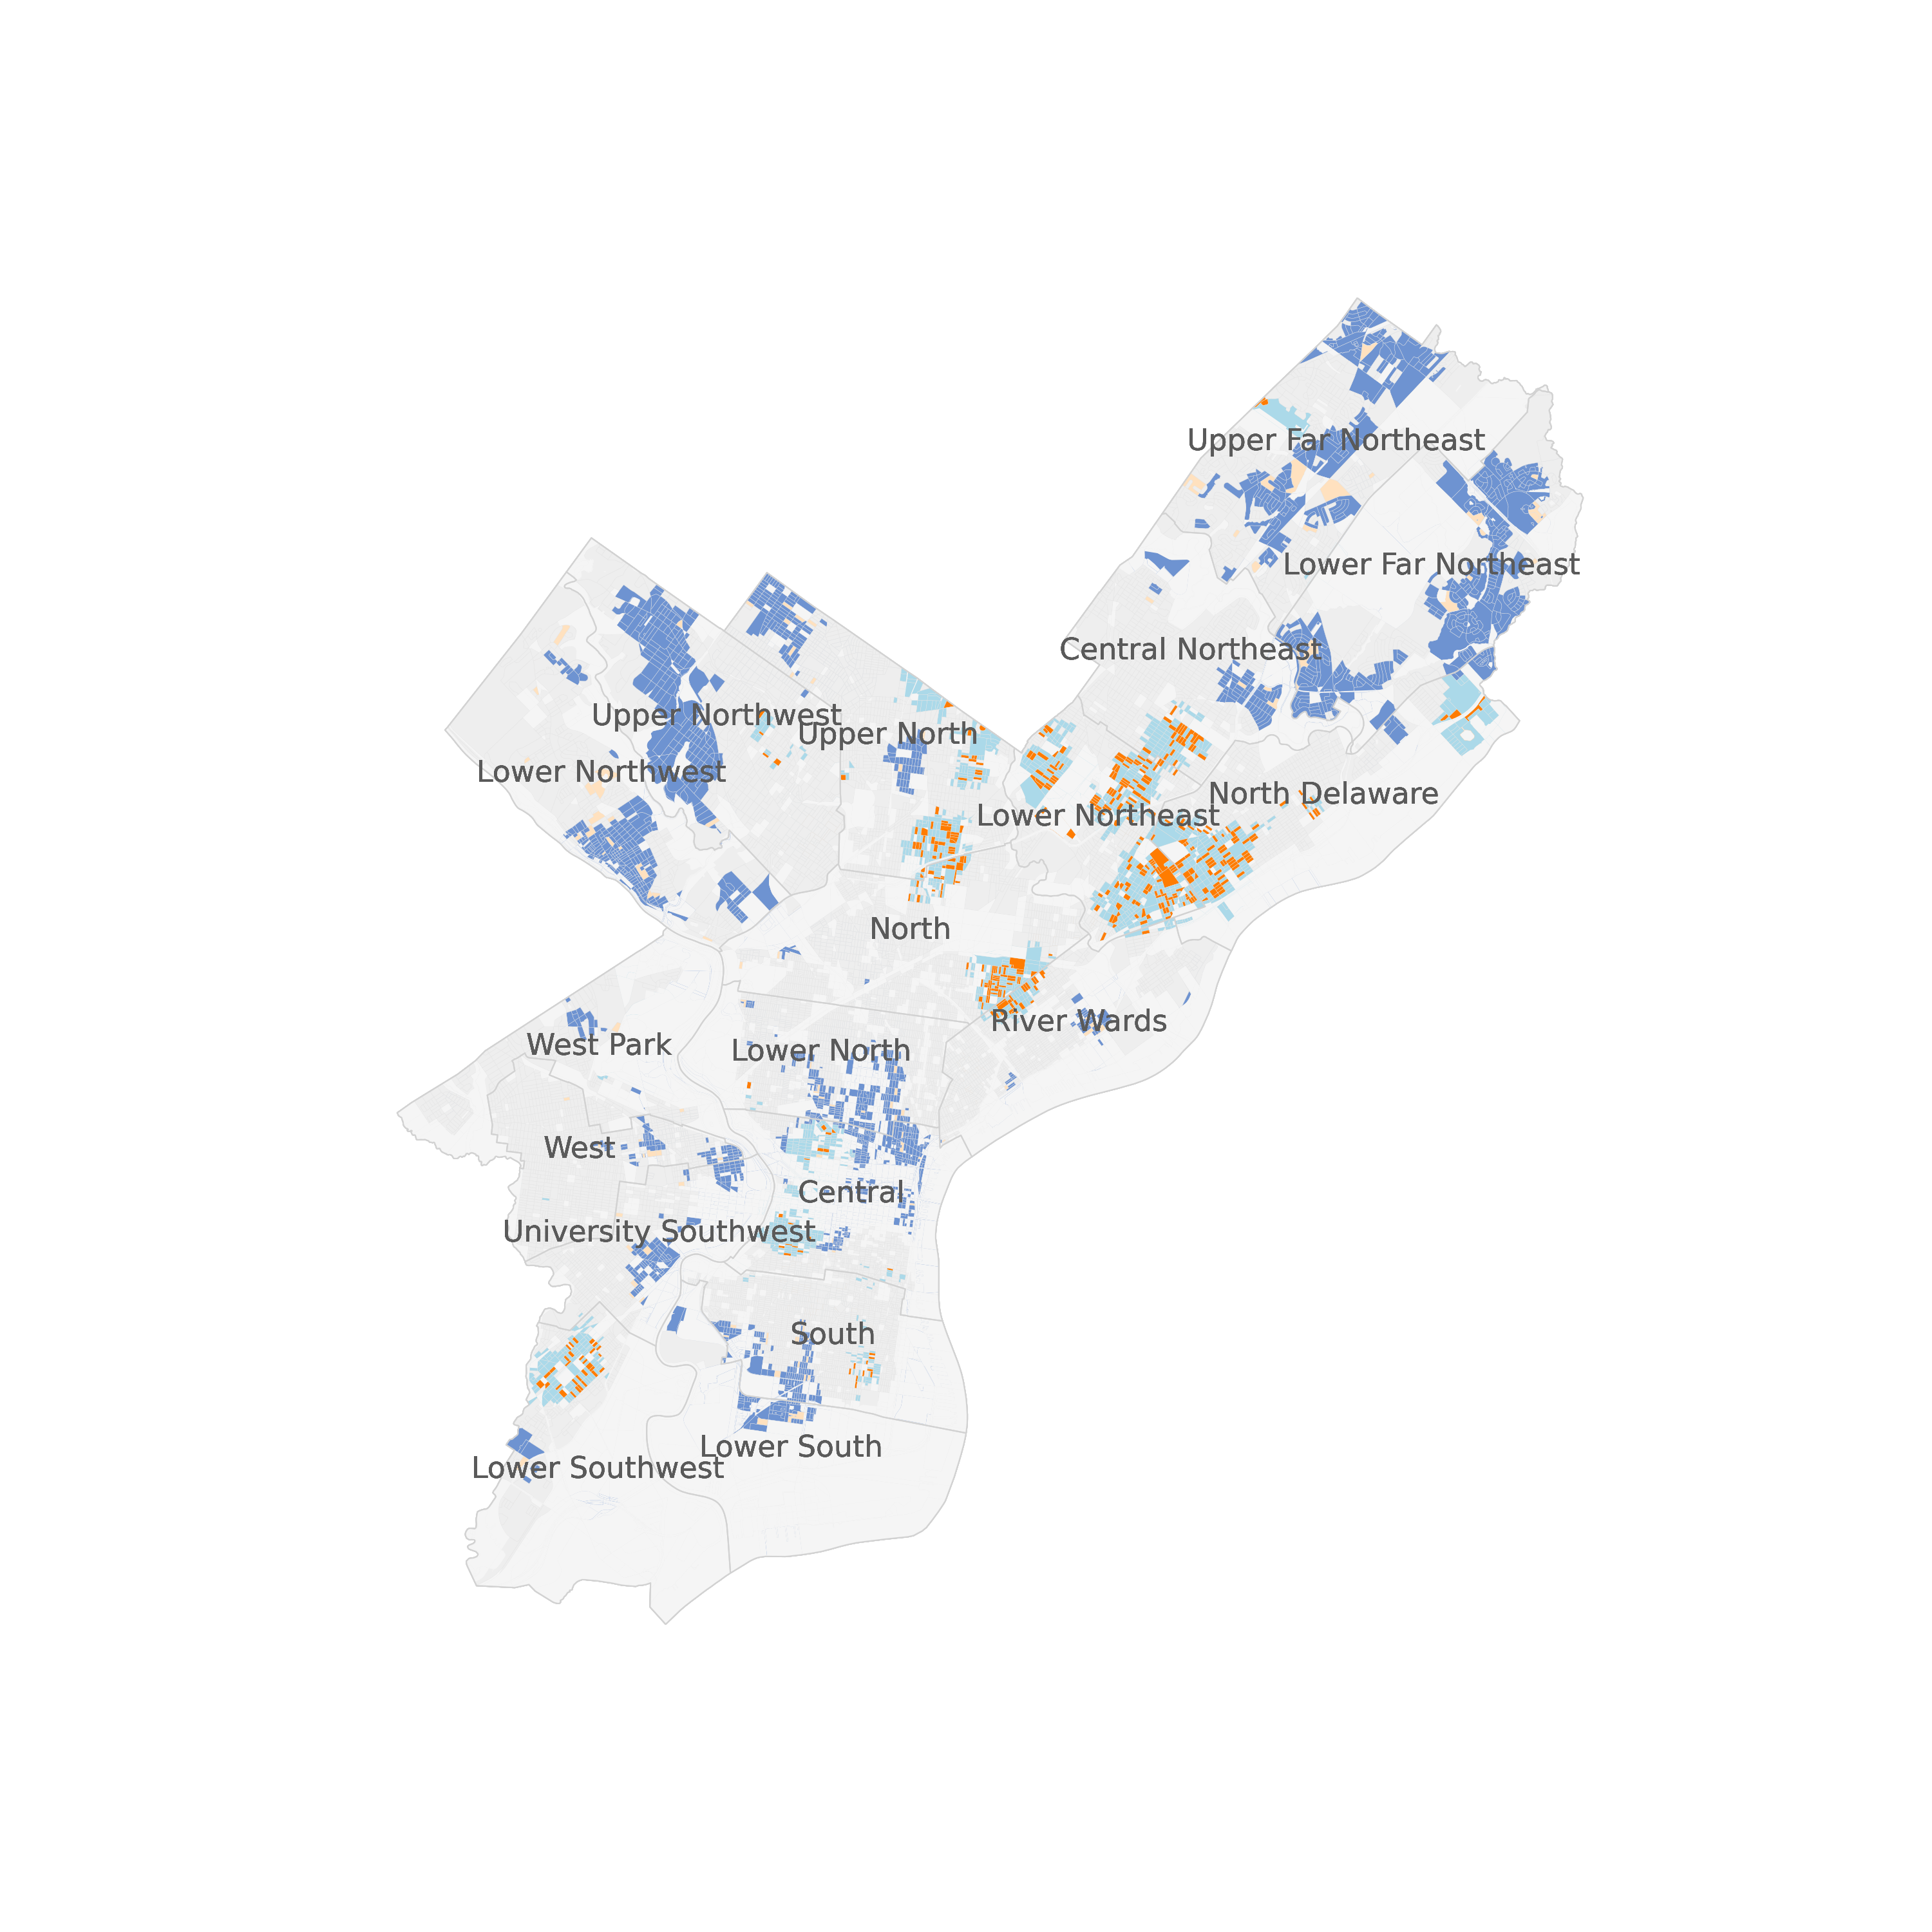 Upper Far Northeast
Lower Far Northeast
Central Northeast
Upper Northwest
Upper North
Lower Northwest
North Delaware
Lower Northeast
North
River Wards
West Park
Lower North
West
Central
University Southwest
South
Lower South
Lower Southwest